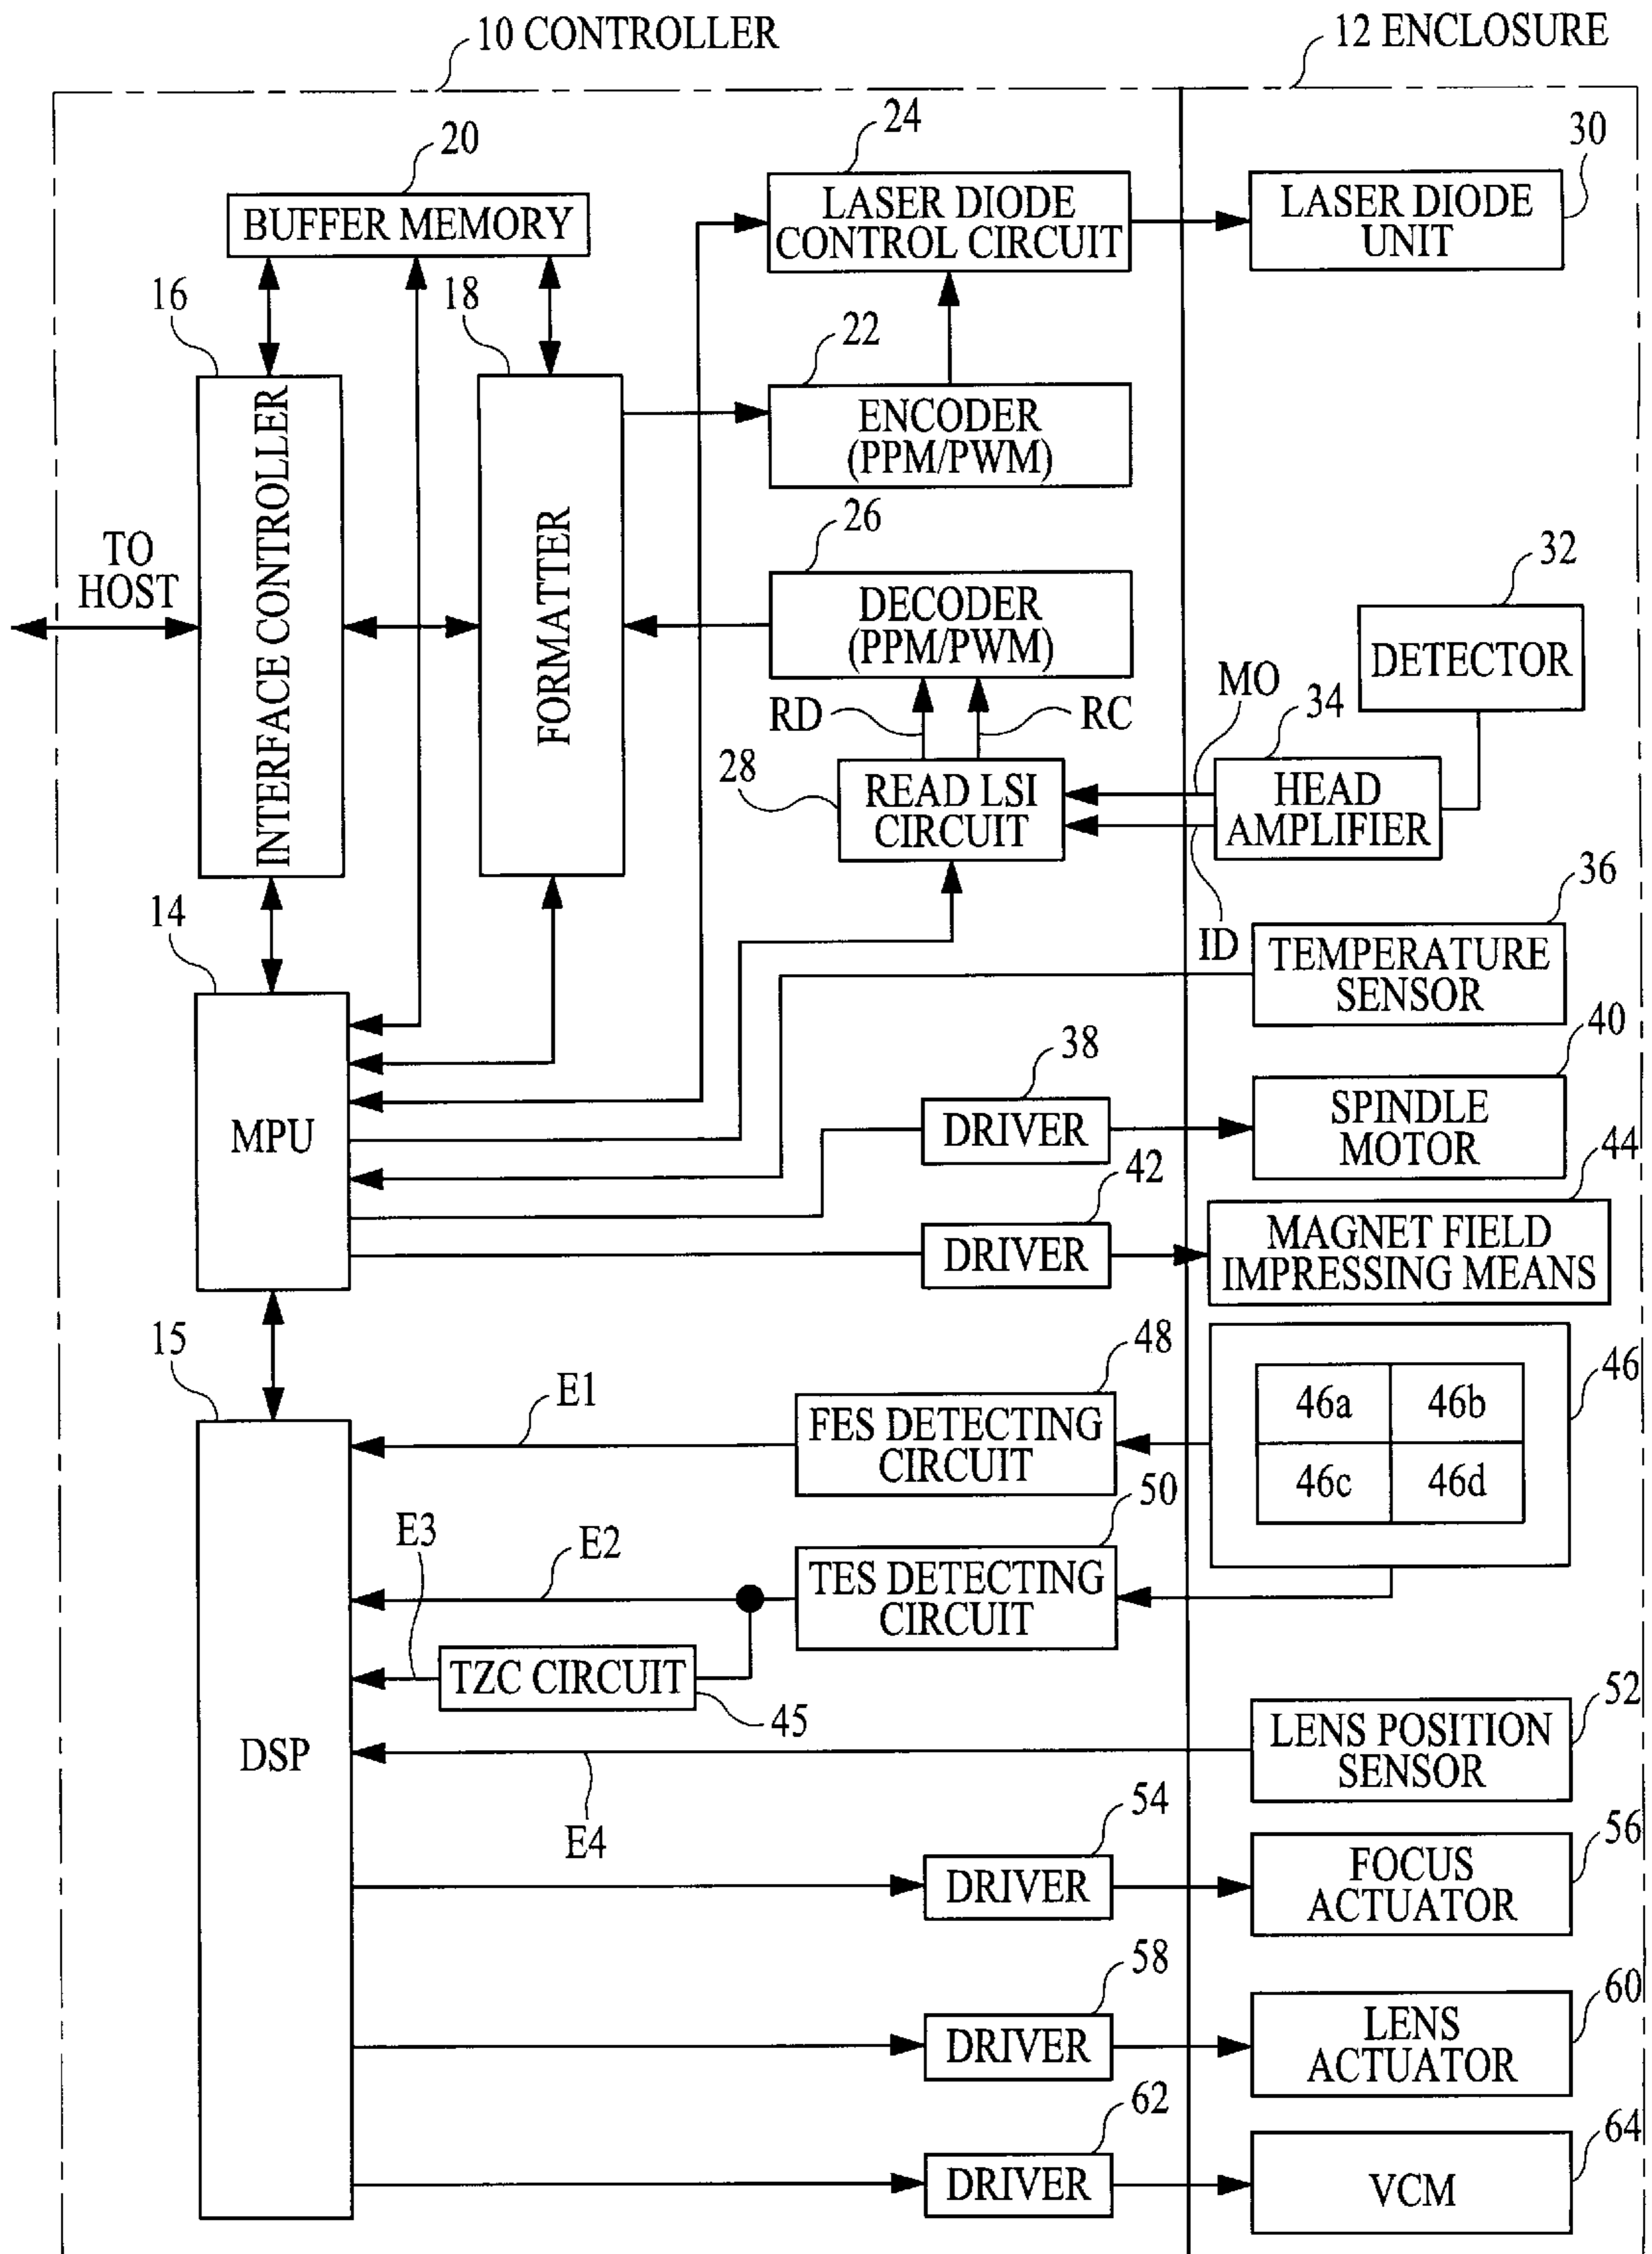 10 CONTROLLER
12 ENCLOSURE
20
BUFFER MEMORY
24
LASER DIODE
CONTROL CIRCUIT
30
LASER DIODE
UNIT
16
INTERFACE CONTROLLER
18
FORMATTER
22
ENCODER
(PPM/PWM)
TO
HOST
26
DECODER
(PPM/PWM)
32
DETECTOR
RD
RC
MO
34
HEAD
AMPLIFIER
28
READ LSI
CIRCUIT
ID
36
TEMPERATURE
SENSOR
14
MPU
38
DRIVER
40
SPINDLE
MOTOR
42
DRIVER
44
MAGNET FIELD
IMPRESSING MEANS
15
DSP
E1
48
FES DETECTING
CIRCUIT
46
46a
46b
46c
46d
E3
E2
50
TES DETECTING
CIRCUIT
TZC CIRCUIT
45
52
LENS POSITION
SENSOR
E4
54
DRIVER
56
FOCUS
ACTUATOR
58
DRIVER
60
LENS
ACTUATOR
62
DRIVER
64
VCM